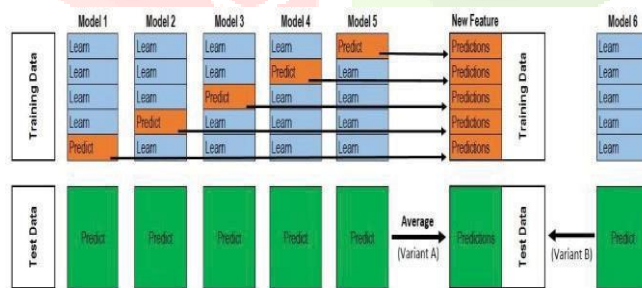 Model 1 Model 2 Model 3 Model 4 Model 5 New Feature Model 6
Training Data
Learn Learn Learn Learn Predict Predictions Learn
Learn Learn Learn Predict Learn Predictions Learn
Learn Learn Predict Learn Learn Predictions Learn
Learn Predict Learn Learn Learn Predictions Learn
Predict Learn Learn Learn Learn Predictions Learn
Training Data
Test Data
Predict Predict Predict Predict Predict
Average
(Variant A)
Predictions
Test Data
(Variant B)
Predict